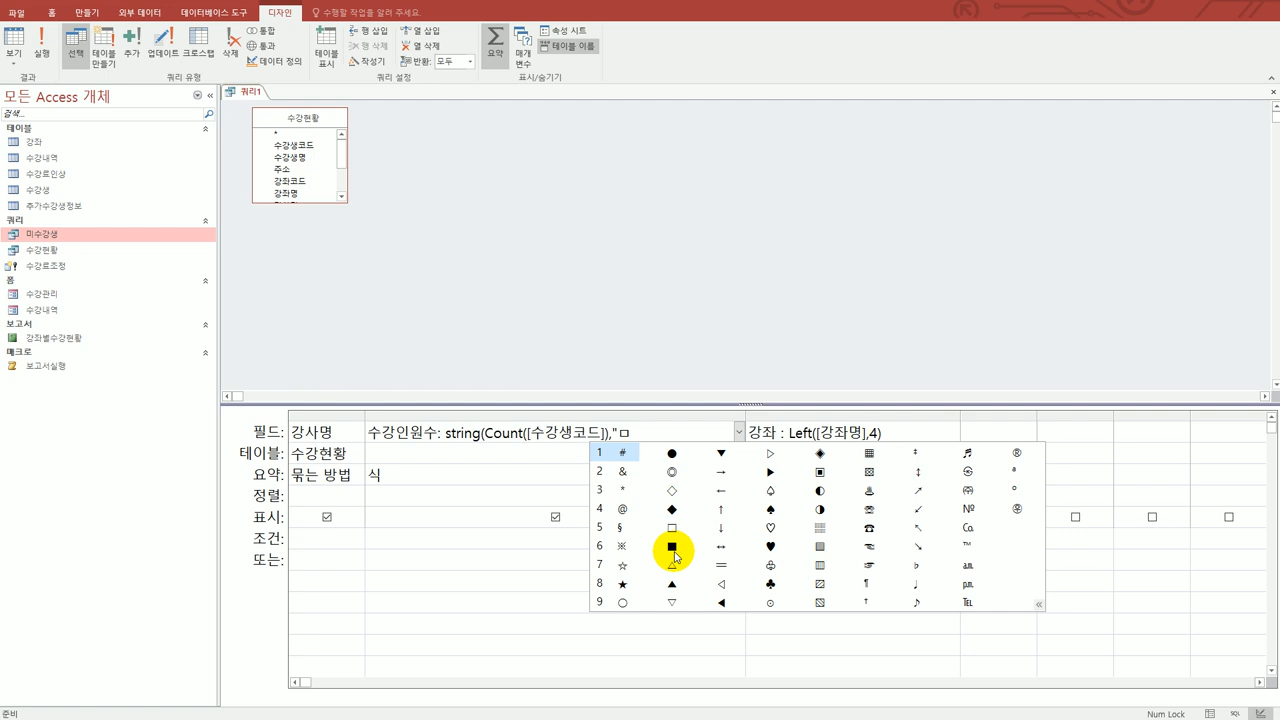 파일 홈 만들기 외부 데이터 데이터베이스 도구 디자인 수행할 작업을 알려 주세요.
보기 실행 선택 테이블 만들기 추가 업데이트 크로스탭 삭제 통합 통과 데이터 정의 테이블 표시 행 삽입 행 삭제 작성기 열 삽입 열 삭제 반환: 모두 요약 매개 변수 속성 시트 테이블 이름
결과 쿼리 유형 쿼리 설정 표시/숨기기
모든 Access 개체
검색...
테이블
강좌
수강내역
수강료인상
수강생
추가수강생정보
쿼리
미수강생
수강현황
수강료조정
폼
수강관리
수강내역
보고서
강좌별수강현황
매크로
보고서실행
쿼리1
수강현황
*
수강생코드
수강생명
주소
강좌코드
강좌명
필드: 강사명 수강인원수: string(Count([수강생코드]),"ㅁ 강좌 : Left([강좌명],4)
테이블: 수강현황
요약: 묶는 방법 식
정렬:
표시:
조건:
또는:
1 # ● ▼ ▷ ◈ ▦ ♬ ®
2 & ◎ → ▶ ▣ ▩ ↕ ㉿ ª
3 * ◇ ← ♤ ◐ ♨ ↗ ㈜ º
4 @ ◆ ↑ ♠ ◑ ☏ ↙ № ㉾
5 § □ ↓ ♡ ▒ ☎ ↖ ㏇
6 ※ ■ ↔ ♥ ▤ ☜ ↘ ™
7 ☆ △ 〓 ♧ ▥ ☞ ♭ ㏂
8 ★ ▲ ◁ ♣ ▨ ¶ ♩ ㏘
9 ○ ▽ ◀ ⊙ ▧ † ♪ ℡
준비 Num Lock SQL